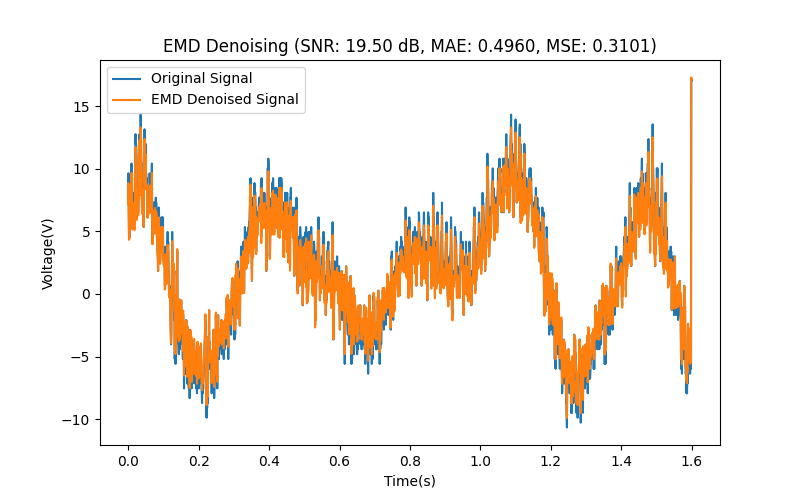 EMD Denoising (SNR: 19.50 dB, MAE: 0.4960, MSE: 0.3101)
Original Signal
EMD Denoised Signal
Voltage(V)
15
10
5
0
−5
−10
0.0 0.2 0.4 0.6 0.8 1.0 1.2 1.4 1.6
Time(s)